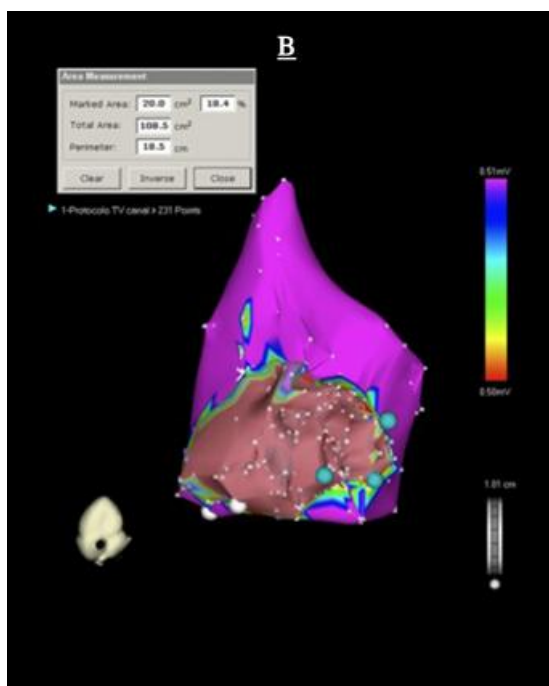 B
Area Measurement
Marked Area: 20.0 cm² 18.4 %
Total Area: 108.5 cm²
Perimeter: 18.5 cm
Clear Inverse Close
1-Protocolo TV canal > 231 Points
0.51mV
0.50mV
1.01 cm